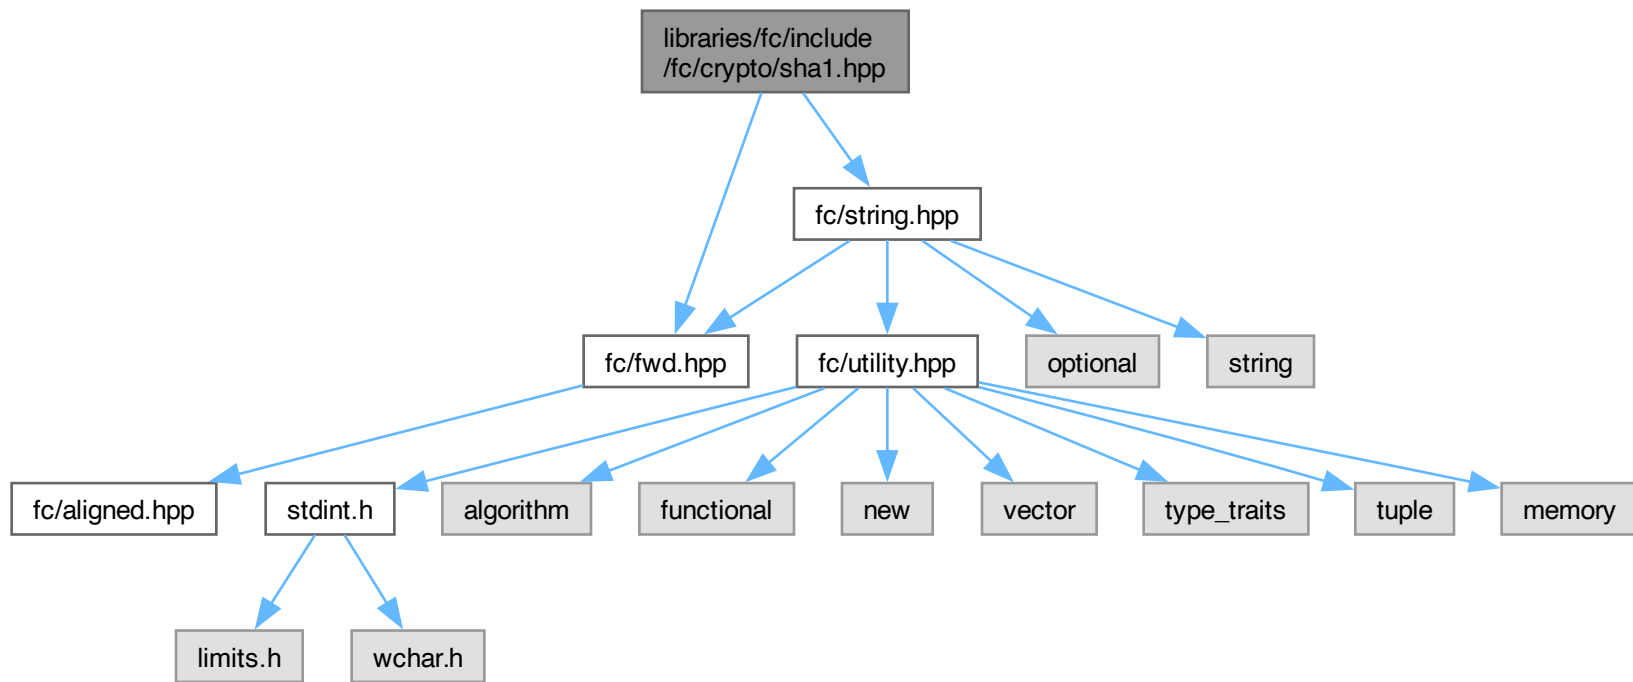 libraries/fc/include
/fc/crypto/sha1.hpp
fc/string.hpp
fc/fwd.hpp
fc/utility.hpp
optional
string
fc/aligned.hpp
stdint.h
algorithm
functional
new
vector
type_traits
tuple
memory
limits.h
wchar.h